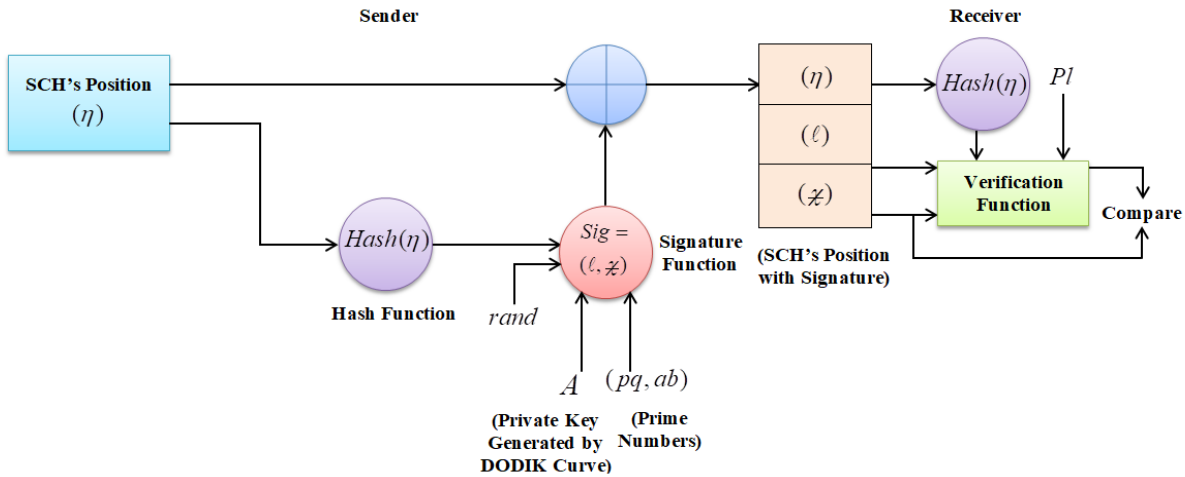 Sender
Receiver
SCH's Position
(η)
(η)
Hash(η)
Pl
(ℓ)
Verification
Function
(ӿ)
Compare
Hash(η)
Sig =
(ℓ, ӿ)
Signature
Function
(SCH's Position
with Signature)
Hash Function
rand
A
(pq, ab)
(Private Key
Generated by
DODIK Curve)
(Prime
Numbers)